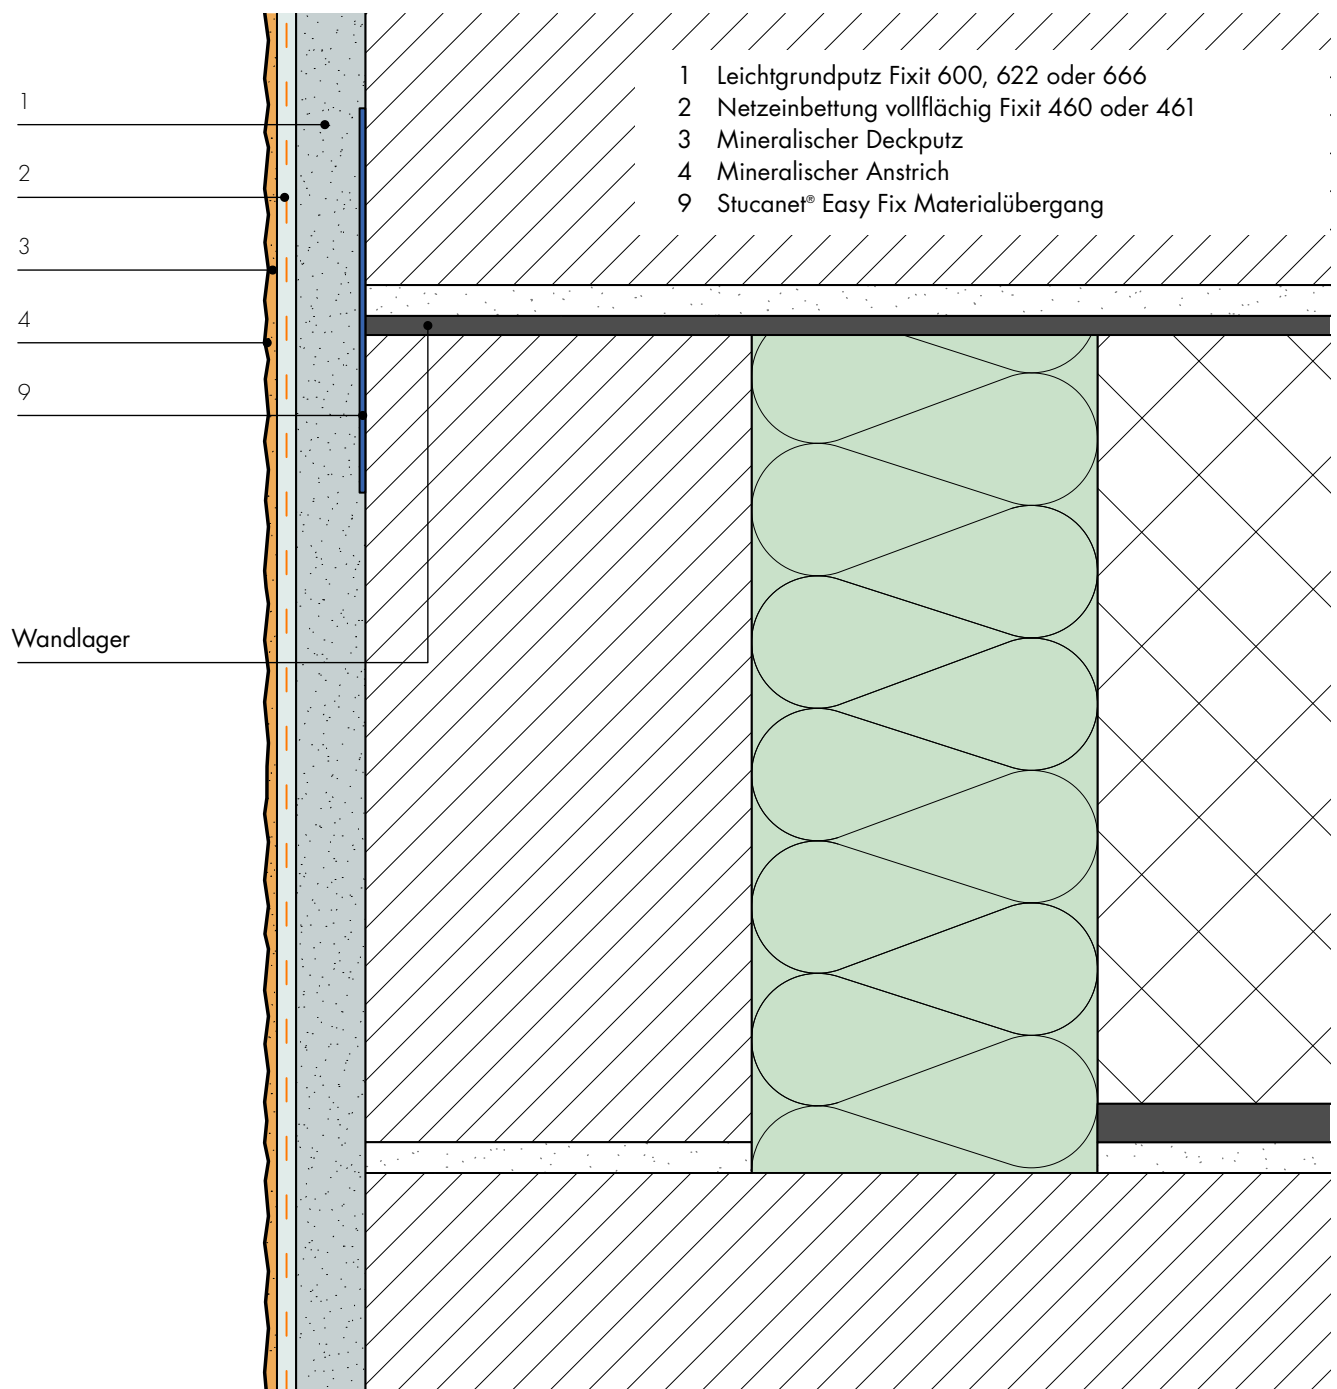 1 Leichtgrundputz Fixit 600, 622 oder 666
2 Netzeinbettung vollflächig Fixit 460 oder 461
3 Mineralischer Deckputz
4 Mineralischer Anstrich
9 Stucanet® Easy Fix Materialübergang
1
2
3
4
9
Wandlager